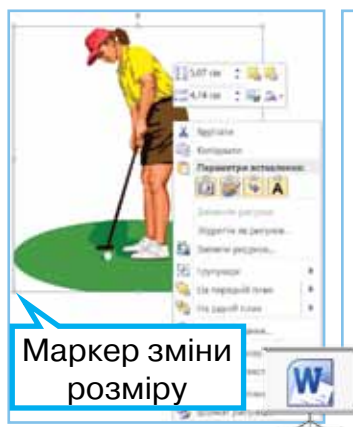 5,07 см
4,14 см
Вирізати
Копіювати
Параметри вставлення:
A
Змінити рисунок
Зберегти як рисунок...
Змінити рисунок...
Групувати
На передній план
На задній план
Маркер зміни
розміру
W